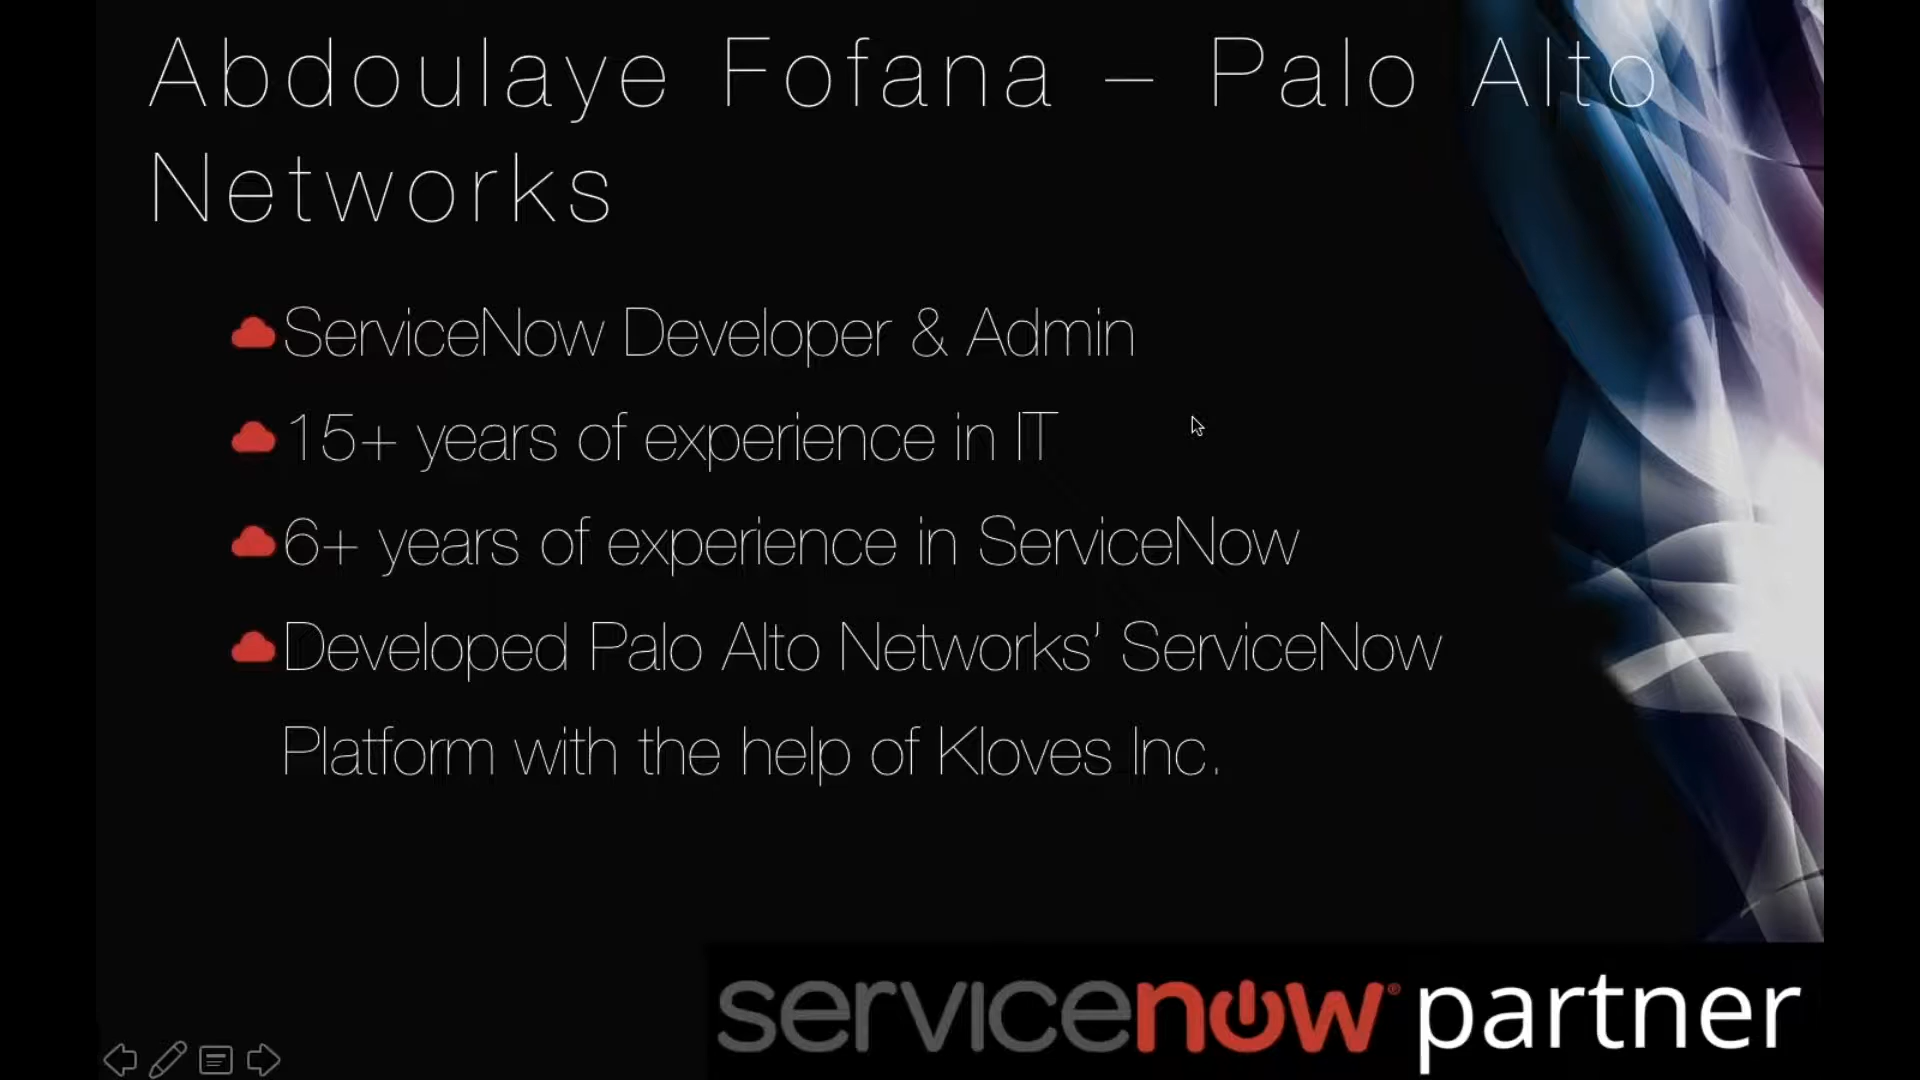 Abdoulaye Fofana – Palo Alto
Networks
ServiceNow Developer & Admin
15+ years of experience in IT
6+ years of experience in ServiceNow
Developed Palo Alto Networks’ ServiceNow
Platform with the help of Kloves Inc.
servicenow® partner